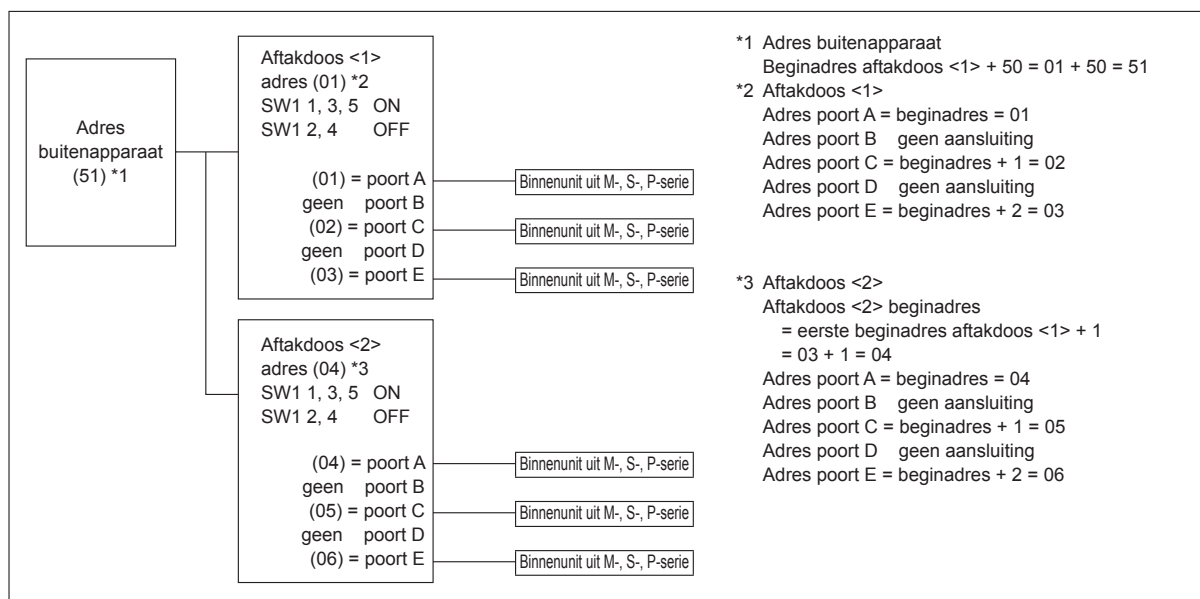 Adres
buitenapparaat
(51) *1
Aftakdoos <1>
adres (01) *2
SW1 1, 3, 5 ON
SW1 2, 4 OFF
(01) = poort A
geen poort B
(02) = poort C
geen poort D
(03) = poort E
Binnenunit uit M-, S-, P-serie
Binnenunit uit M-, S-, P-serie
Binnenunit uit M-, S-, P-serie
Aftakdoos <2>
adres (04) *3
SW1 1, 3, 5 ON
SW1 2, 4 OFF
(04) = poort A
geen poort B
(05) = poort C
geen poort D
(06) = poort E
Binnenunit uit M-, S-, P-serie
Binnenunit uit M-, S-, P-serie
Binnenunit uit M-, S-, P-serie
*1 Adres buitenapparaat
Beginadres aftakdoos <1> + 50 = 01 + 50 = 51
*2 Aftakdoos <1>
Adres poort A = beginadres = 01
Adres poort B geen aansluiting
Adres poort C = beginadres + 1 = 02
Adres poort D geen aansluiting
Adres poort E = beginadres + 2 = 03
*3 Aftakdoos <2>
Aftakdoos <2> beginadres
= eerste beginadres aftakdoos <1> + 1
= 03 + 1 = 04
Adres poort A = beginadres = 04
Adres poort B geen aansluiting
Adres poort C = beginadres + 1 = 05
Adres poort D geen aansluiting
Adres poort E = beginadres + 2 = 06